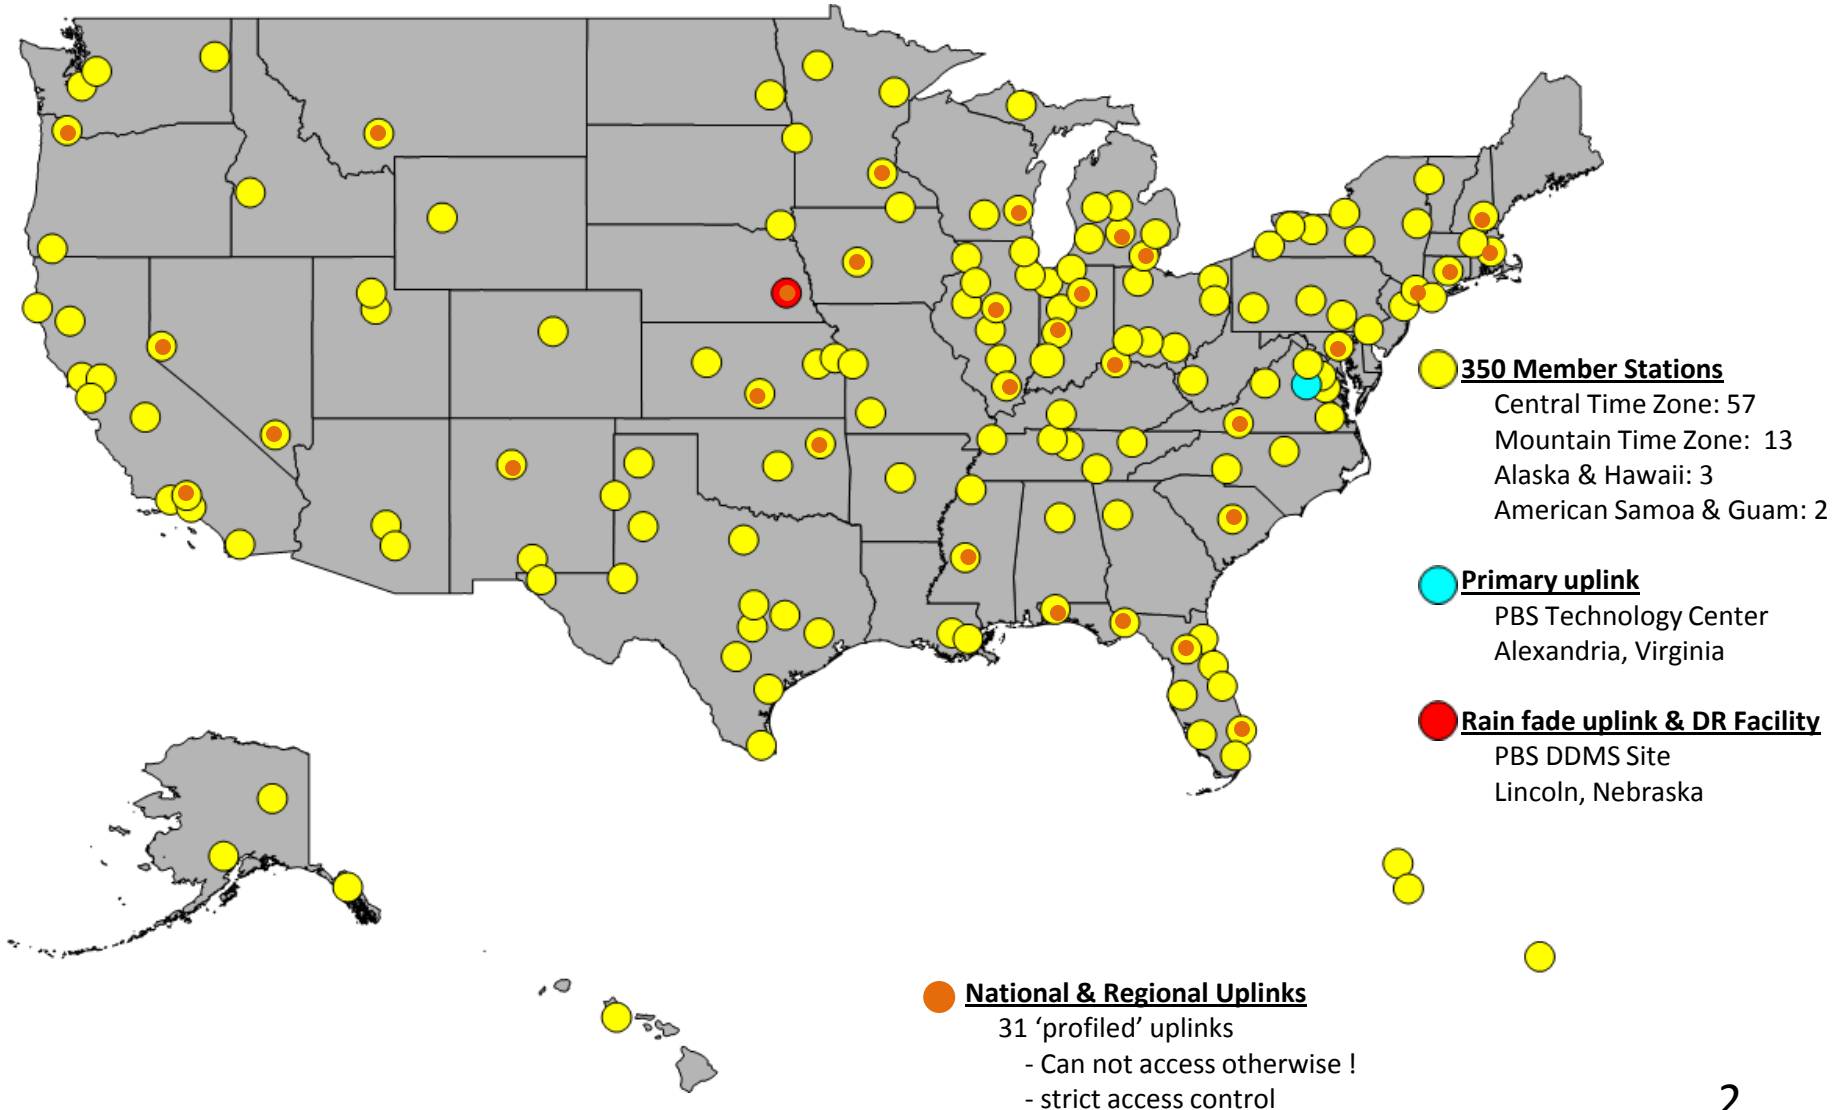 350 Member Stations
Central Time Zone: 57
Mountain Time Zone: 13
Alaska & Hawaii: 3
American Samoa & Guam: 2
Primary uplink
PBS Technology Center
Alexandria, Virginia
Rain fade uplink & DR Facility
PBS DDMS Site
Lincoln, Nebraska
National & Regional Uplinks
31 ‘profiled’ uplinks
- Can not access otherwise !
- strict access control
2